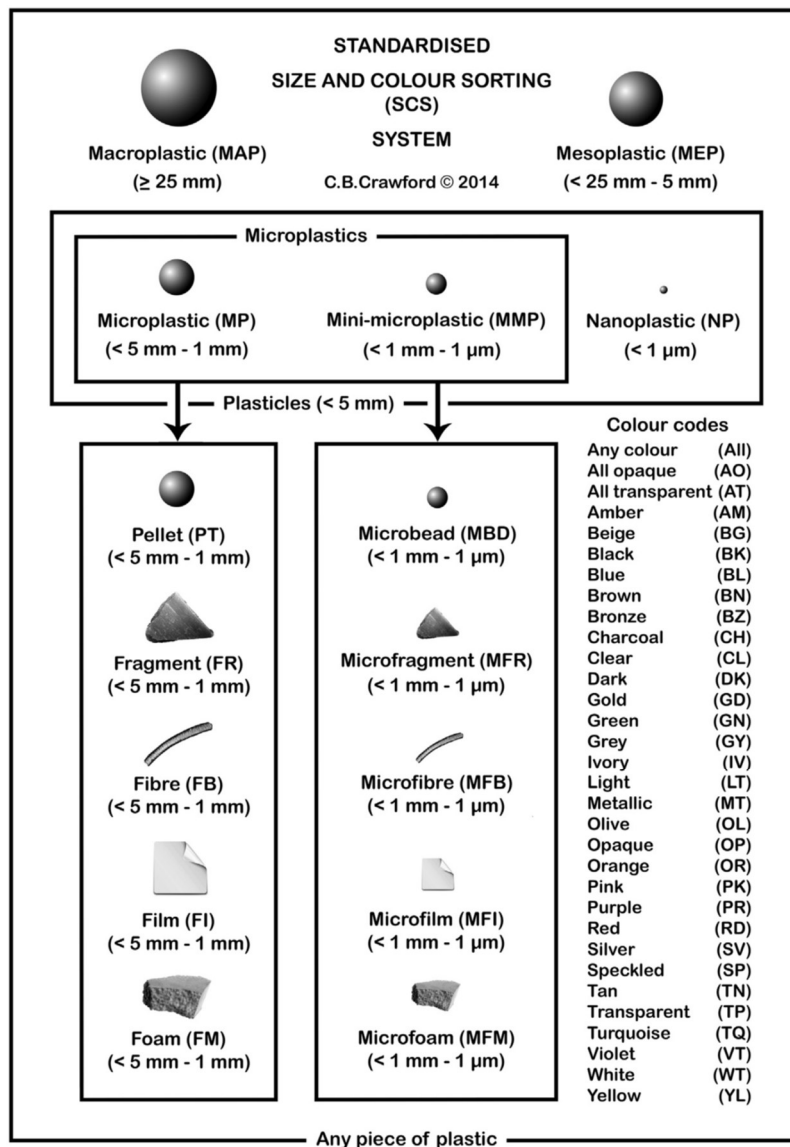 STANDARDISED
SIZE AND COLOUR SORTING
(SCS)
SYSTEM
C.B.Crawford © 2014
Macroplastic (MAP)
(≥ 25 mm)
Mesoplastic (MEP)
(< 25 mm - 5 mm)
Microplastics
Microplastic (MP)
(< 5 mm - 1 mm)
Mini-microplastic (MMP)
(< 1 mm - 1 µm)
Nanoplastic (NP)
(< 1 µm)
Plasticles (< 5 mm)
Pellet (PT)
(< 5 mm - 1 mm)
Fragment (FR)
(< 5 mm - 1 mm)
Fibre (FB)
(< 5 mm - 1 mm)
Film (FI)
(< 5 mm - 1 mm)
Foam (FM)
(< 5 mm - 1 mm)
Microbead (MBD)
(< 1 mm - 1 µm)
Microfragment (MFR)
(< 1 mm - 1 µm)
Microfibre (MFB)
(< 1 mm - 1 µm)
Microfilm (MFI)
(< 1 mm - 1 µm)
Microfoam (MFM)
(< 1 mm - 1 µm)
Colour codes
Any colour (All)
All opaque (AO)
All transparent (AT)
Amber (AM)
Beige (BG)
Black (BK)
Blue (BL)
Brown (BN)
Bronze (BZ)
Charcoal (CH)
Clear (CL)
Dark (DK)
Gold (GD)
Green (GN)
Grey (GY)
Ivory (IV)
Light (LT)
Metallic (MT)
Olive (OL)
Opaque (OP)
Orange (OR)
Pink (PK)
Purple (PR)
Red (RD)
Silver (SV)
Speckled (SP)
Tan (TN)
Transparent (TP)
Turquoise (TQ)
Violet (VT)
White (WT)
Yellow (YL)
Any piece of plastic